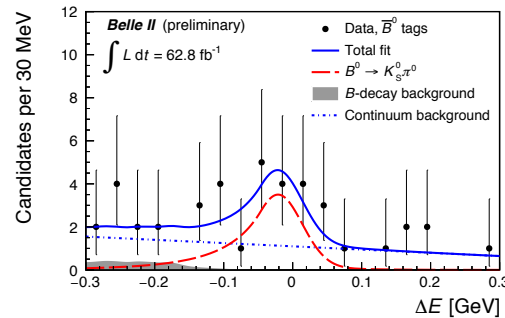 Belle II (preliminary)
∫ L dt = 62.8 fb⁻¹
Data, B̅⁰ tags
Total fit
B⁰ → K⁰_S π⁰
B-decay background
Continuum background
Candidates per 30 MeV
12
10
8
6
4
2
0
−0.3 −0.2 −0.1 0 0.1 0.2 0.3
ΔE [GeV]